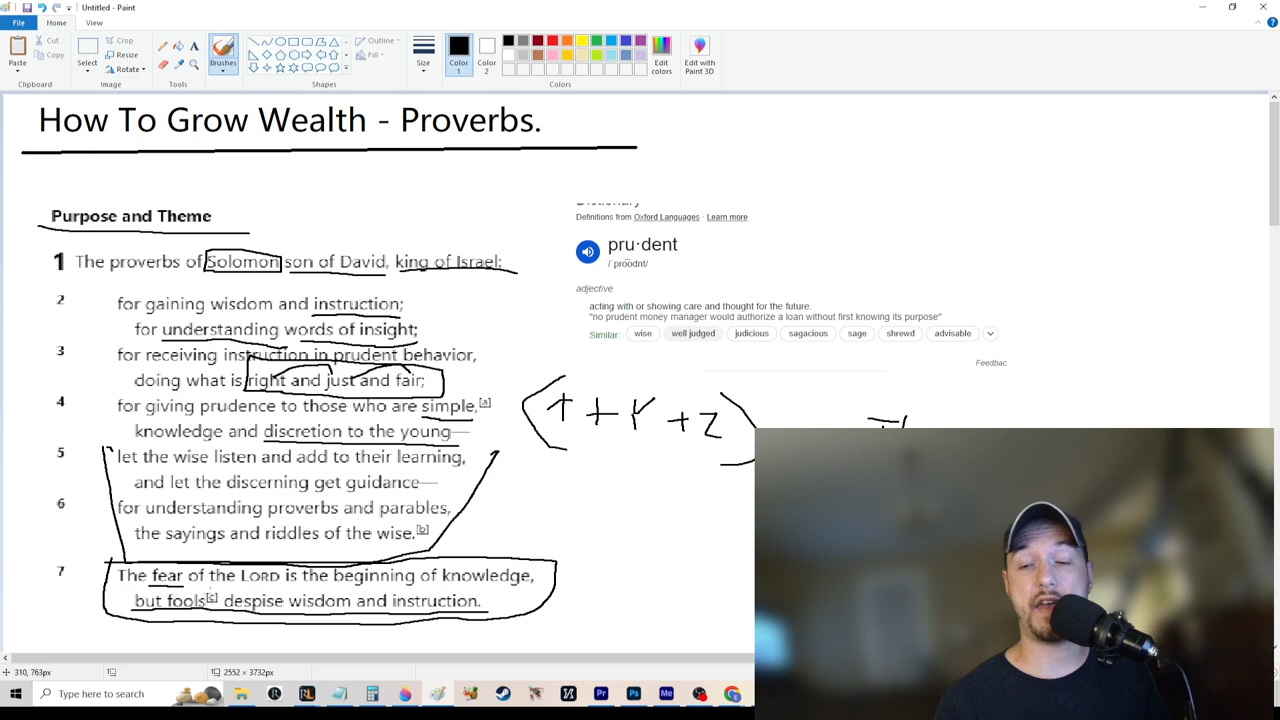 Untitled - Paint
File
Home
View
Paste
Cut
Copy
Clipboard
Select
Crop
Resize
Rotate
Image
Tools
Brushes
Shapes
Outline
Fill
Size
Color 1
Color 2
Edit colors
Edit with Paint 3D
Colors
How To Grow Wealth - Proverbs.
Purpose and Theme
1 The proverbs of Solomon son of David, king of Israel:
2 for gaining wisdom and instruction;
for understanding words of insight;
3 for receiving instruction in prudent behavior,
doing what is right and just and fair;
4 for giving prudence to those who are simple,[a]
knowledge and discretion to the young—
5 let the wise listen and add to their learning,
and let the discerning get guidance—
6 for understanding proverbs and parables,
the sayings and riddles of the wise.[b]
7 The fear of the LORD is the beginning of knowledge,
but fools[c] despise wisdom and instruction.
Dictionary
Definitions from Oxford Languages · Learn more
pru·dent
/ˈpro͞odnt/
adjective
acting with or showing care and thought for the future.
"no prudent money manager would authorize a loan without first knowing its purpose"
Similar: wise well judged judicious sagacious sage shrewd advisable
Feedbac
310, 763px
2552 × 3732px
Type here to search
RL
Pr
Ps
Me